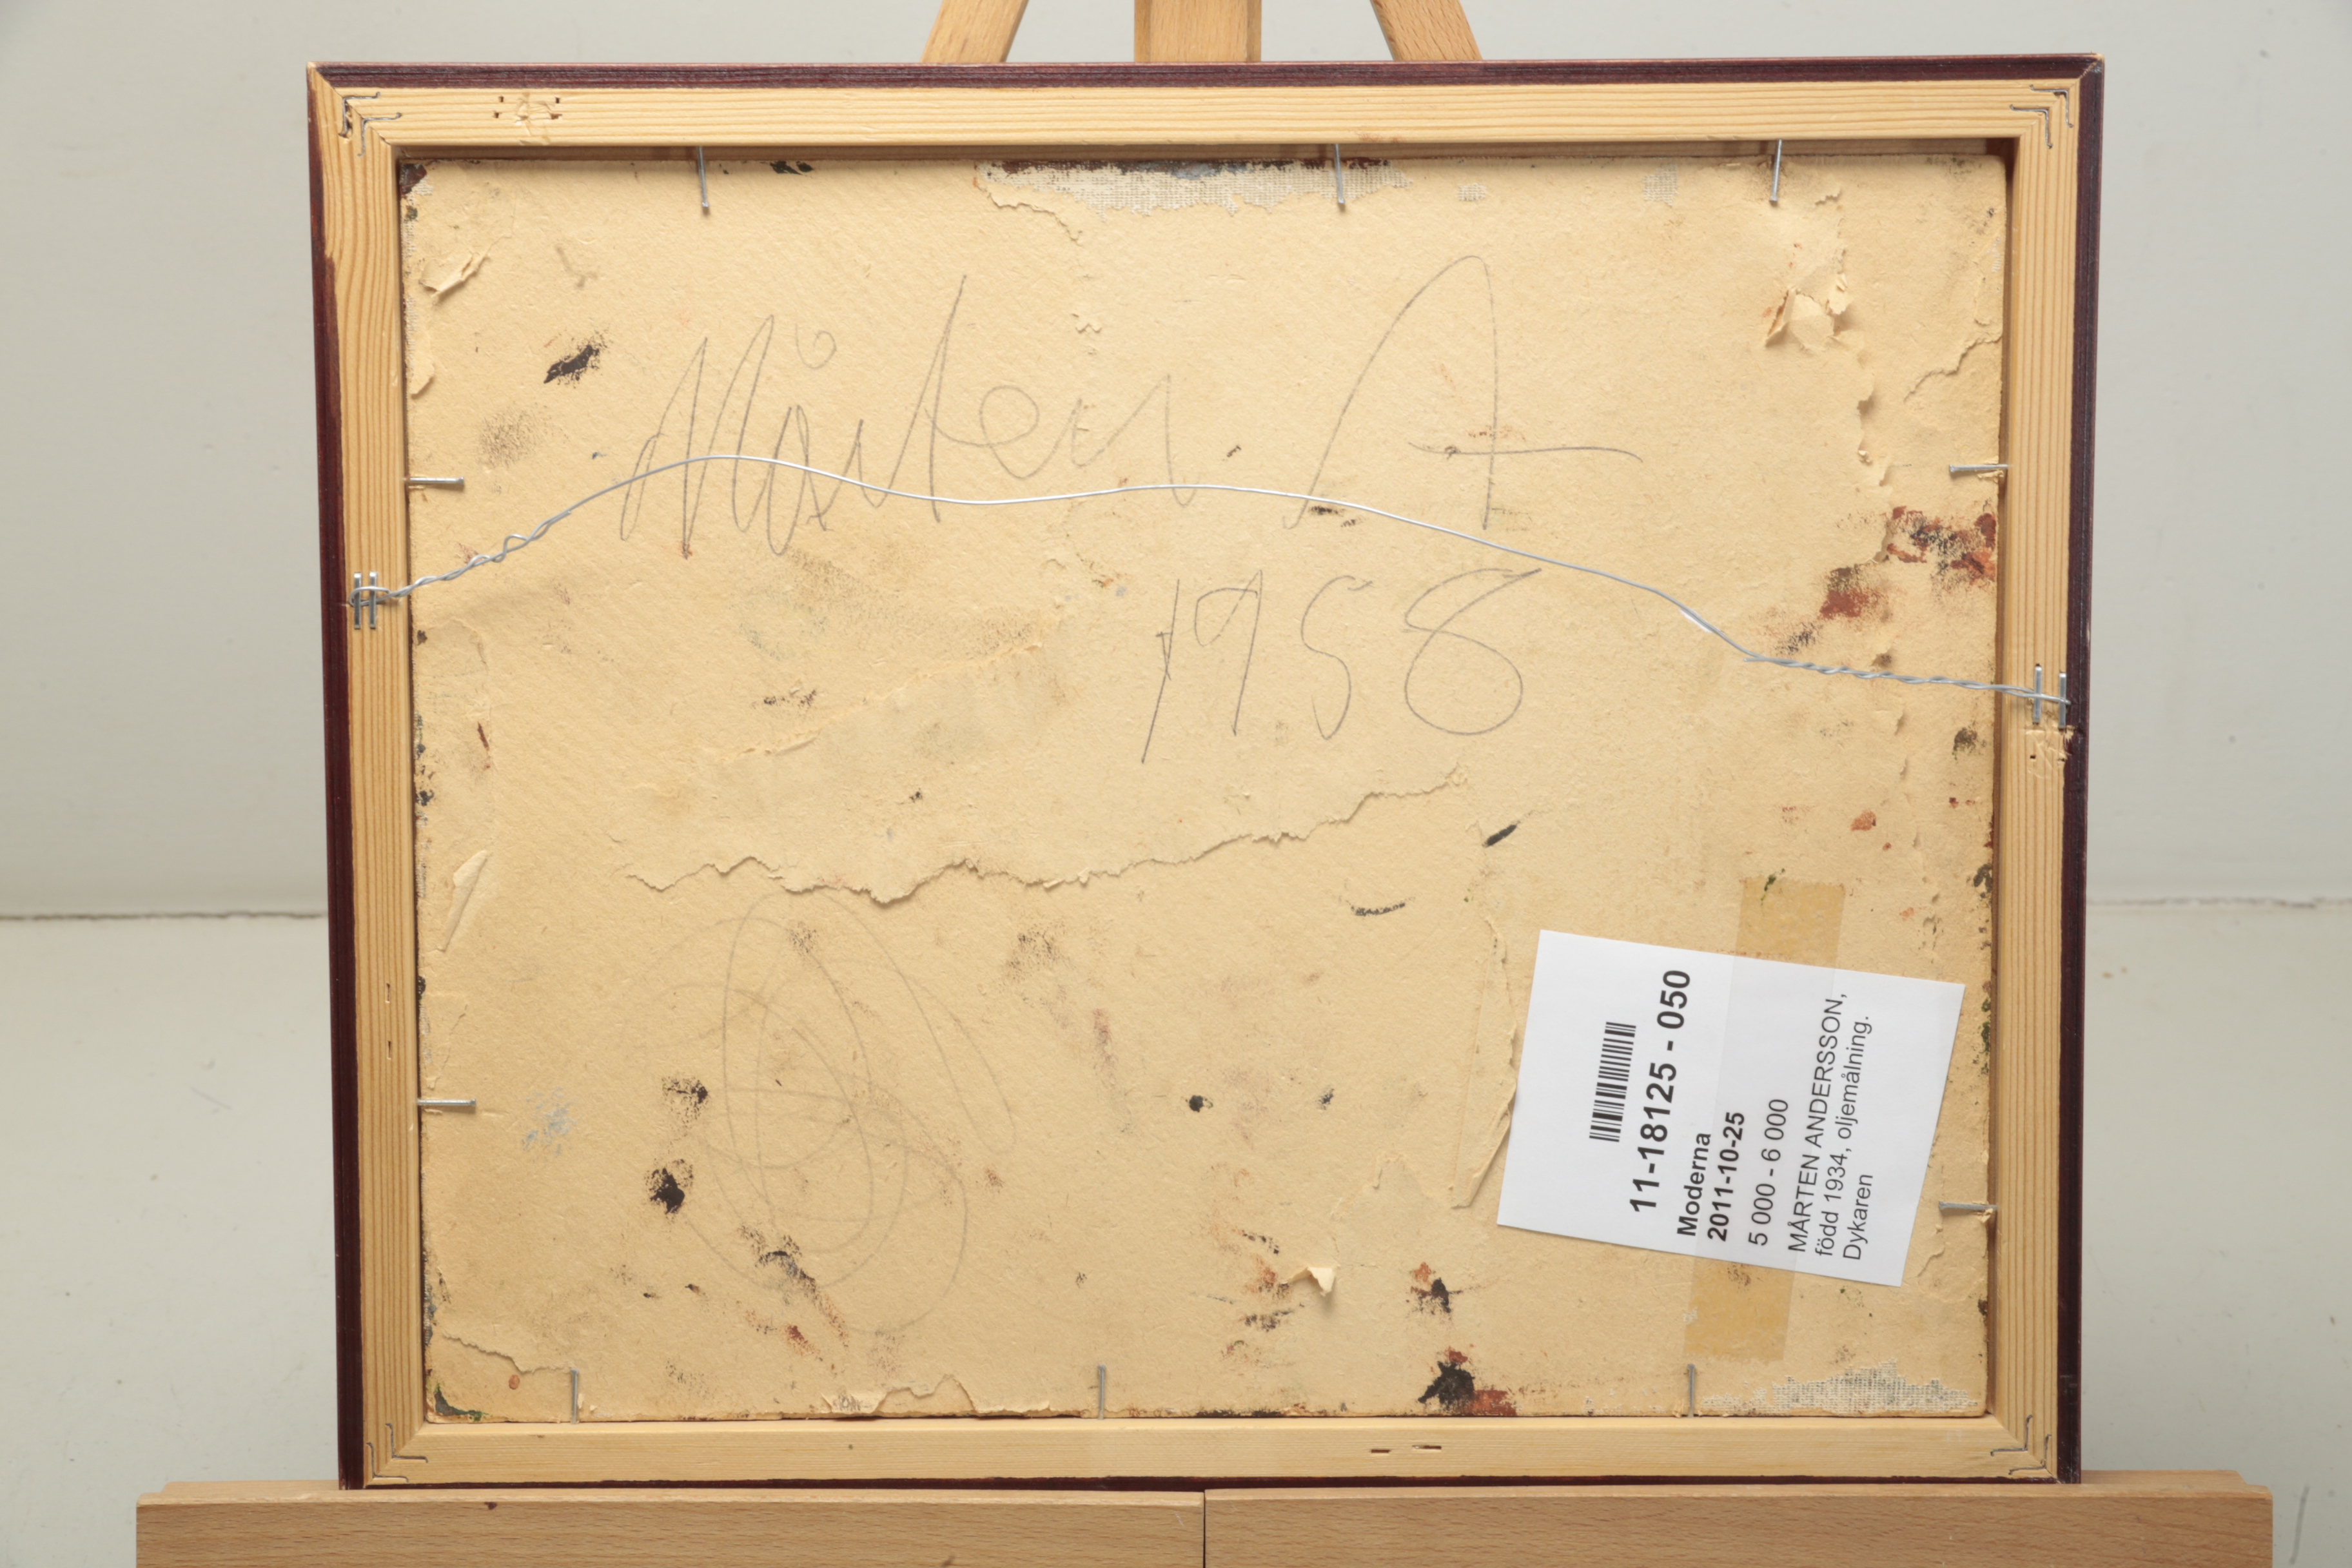 Mårten. A
1958
11-18125 - 050
Moderna
2011-10-25
5 000 - 6 000
MÅRTEN ANDERSSON,
född 1934, oljemålning.
Dykaren